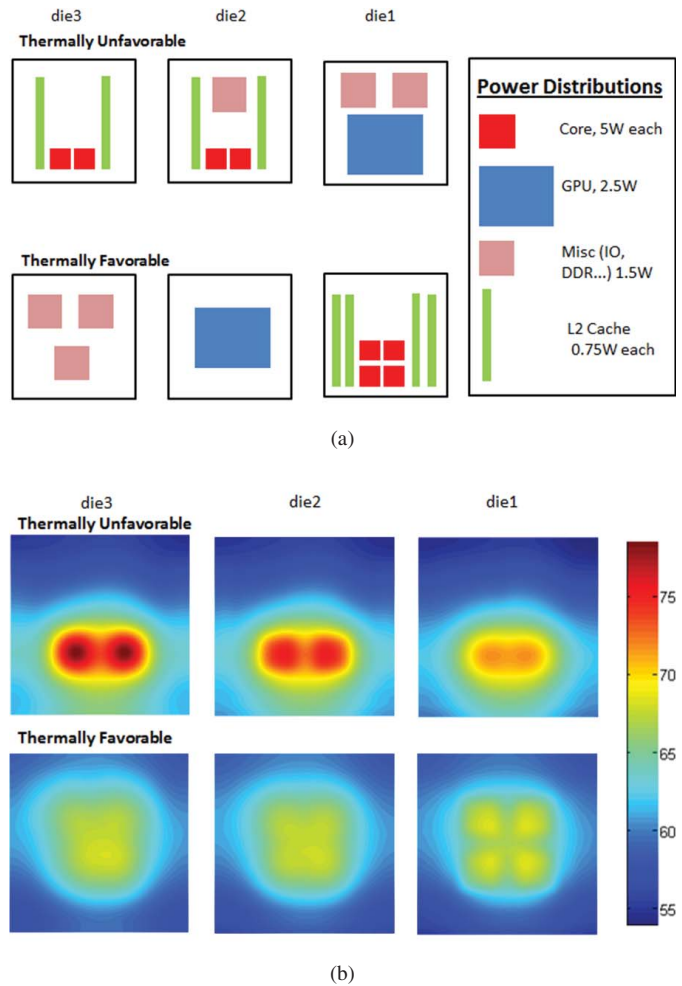 die3 die2 die1
Thermally Unfavorable
Power Distributions
Core, 5W each
GPU, 2.5W
Misc (IO,
DDR...) 1.5W
L2 Cache
0.75W each
Thermally Favorable
(a)
die3 die2 die1
Thermally Unfavorable
75
70
65
60
55
Thermally Favorable
(b)